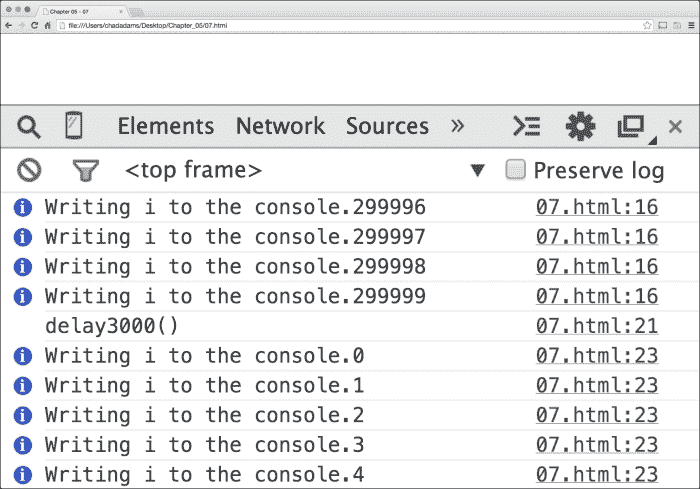 Chapter 05 - 07
file:///Users/chadadams/Desktop/Chapter_05/07.html
Elements Network Sources »
<top frame> Preserve log
Writing i to the console.299996 07.html:16
Writing i to the console.299997 07.html:16
Writing i to the console.299998 07.html:16
Writing i to the console.299999 07.html:16
delay3000() 07.html:21
Writing i to the console.0 07.html:23
Writing i to the console.1 07.html:23
Writing i to the console.2 07.html:23
Writing i to the console.3 07.html:23
Writing i to the console.4 07.html:23